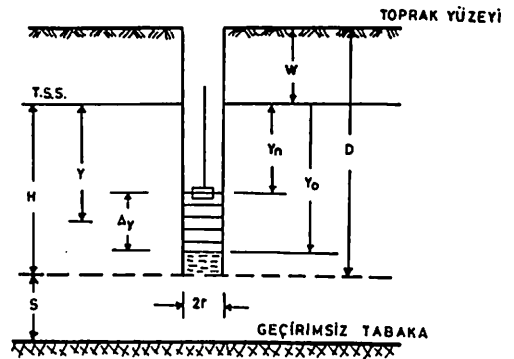 TOPRAK YÜZEYİ
W
T.S.S.
Yn
D
Y
H
Yo
Δy
S
2r
GEÇİRİMSİZ TABAKA